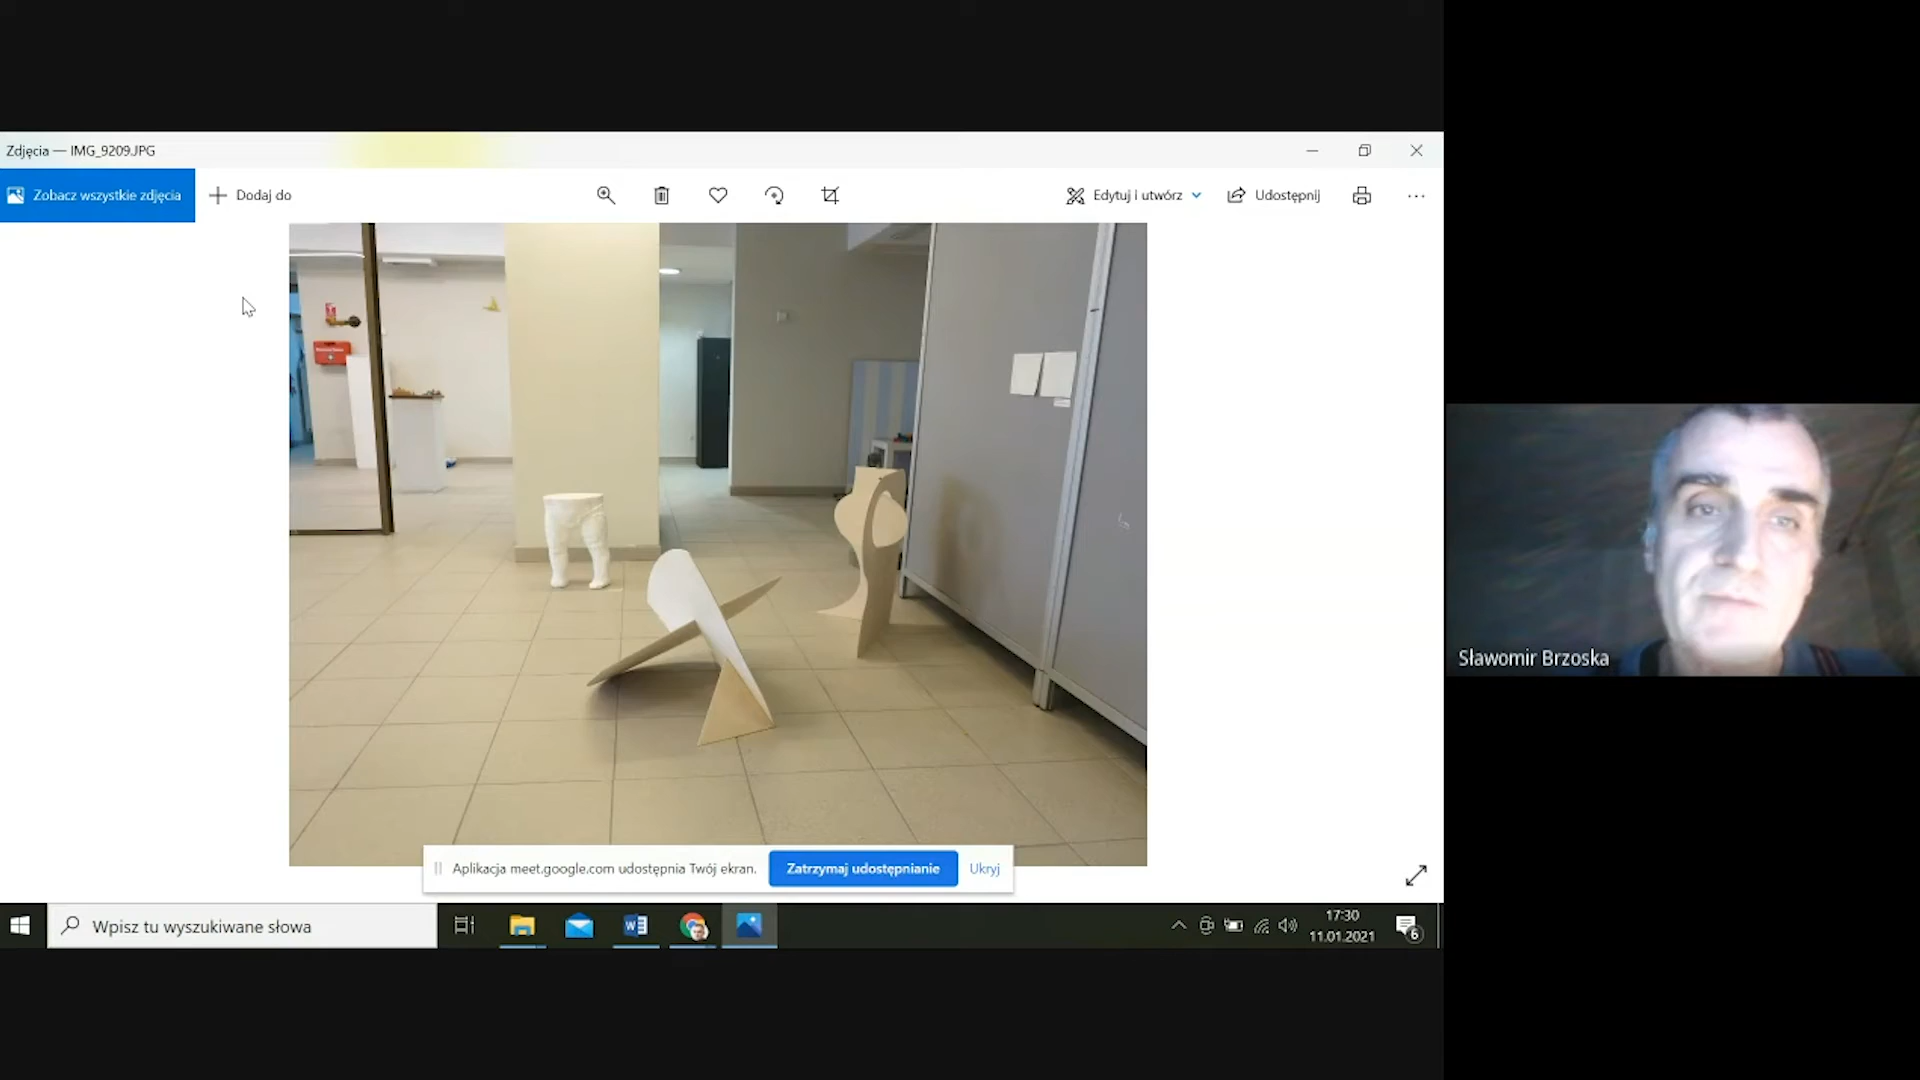 Zdjęcia — IMG_9209.JPG
Zobacz wszystkie zdjęcia
Dodaj do
Edytuj i utwórz
Udostępnij
Sławomir Brzoska
Aplikacja meet.google.com udostępnia Twój ekran.
Zatrzymaj udostępnianie
Ukryj
Wpisz tu wyszukiwane słowa
17:30
11.01.2021
6